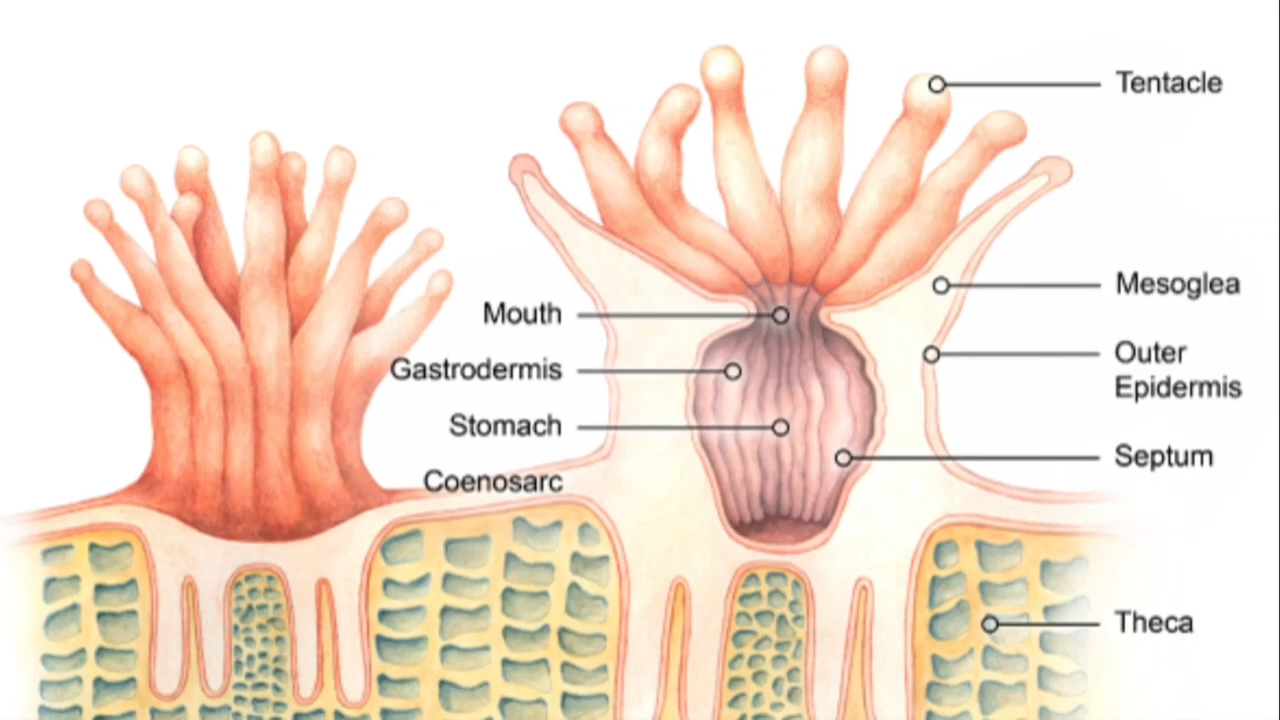 Tentacle
Mesoglea
Mouth
Outer
Epidermis
Gastrodermis
Stomach
Septum
Coenosarc
Theca